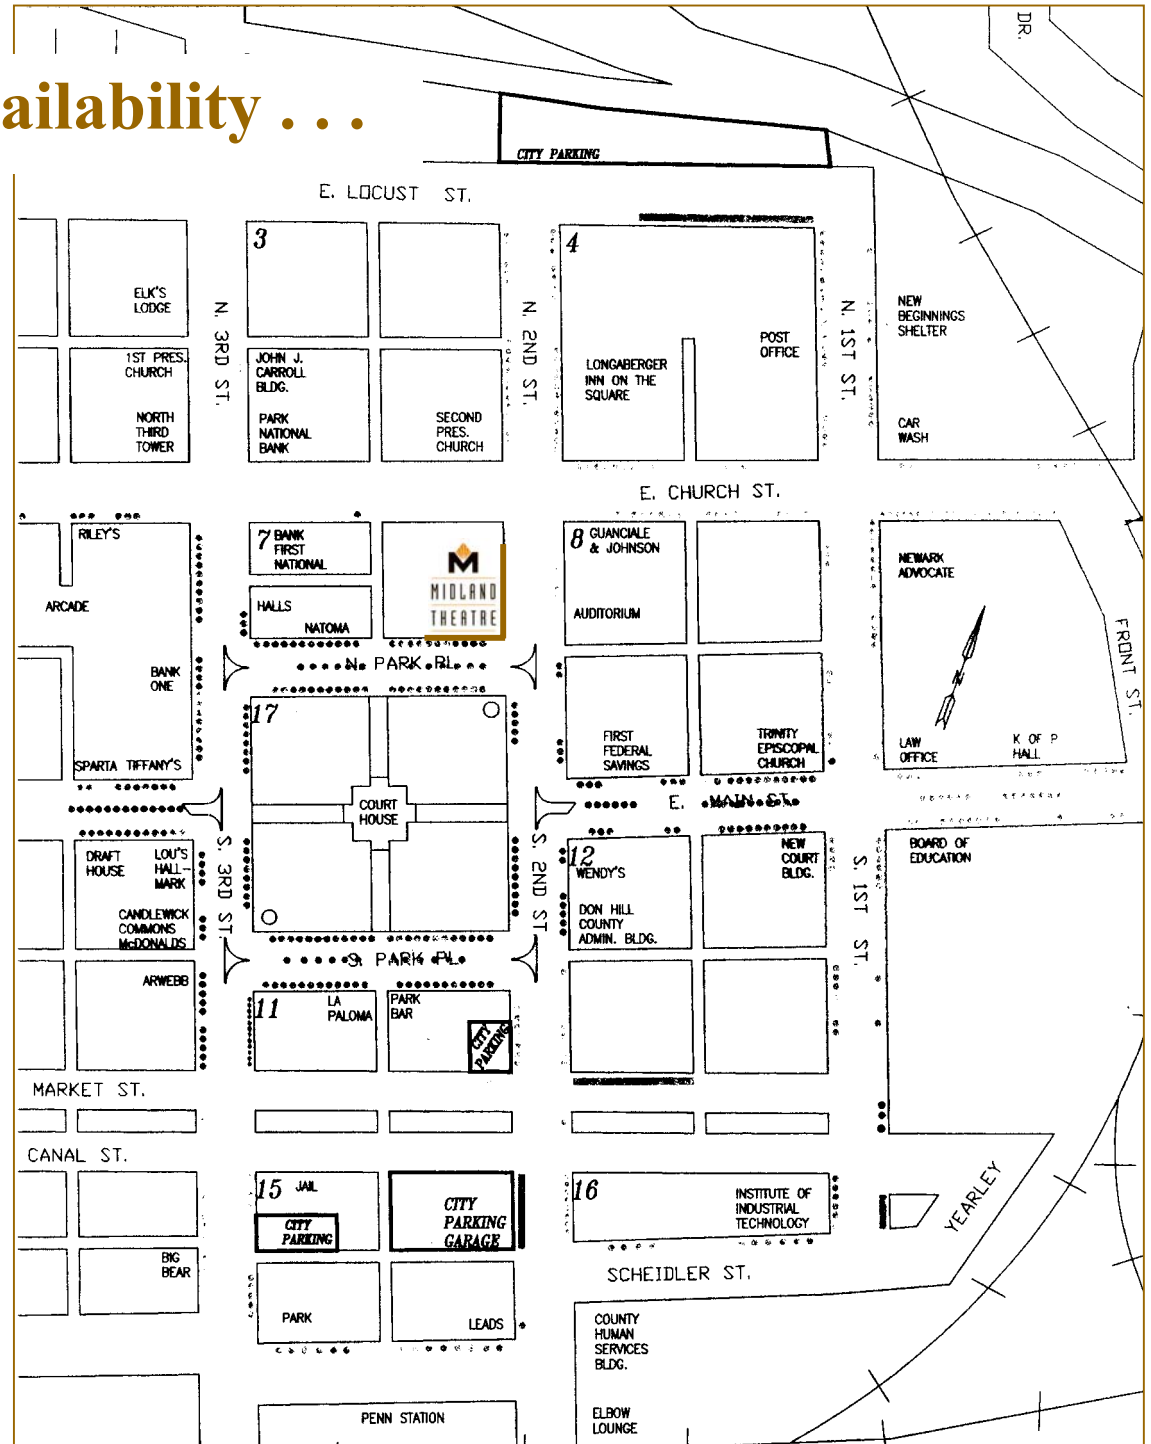 DR.
ailability . . .
CITY PARKING
E. LOCUST ST.
3
4
ELK'S
LODGE
N. 3RD ST.
N. 2ND ST.
N. 1ST ST.
NEW
BEGINNINGS
SHELTER
POST
OFFICE
1ST PRES.
CHURCH
JOHN J.
CARROLL
BLDG.
LONGABERGER
INN ON THE
SQUARE
NORTH
THIRD
TOWER
PARK
NATIONAL
BANK
SECOND
PRES.
CHURCH
CAR
WASH
E. CHURCH ST.
RILEY'S
7 BANK
FIRST
NATIONAL
8 GUANCIALE
& JOHNSON
NEWARK
ADVOCATE
MIDLAND
THEATRE
ARCADE
HALLS
NATOMA
AUDITORIUM
FRONT ST.
N. PARK PL.
BANK
ONE
N
17
FIRST
FEDERAL
SAVINGS
TRINITY
EPISCOPAL
CHURCH
LAW
OFFICE
K OF P
HALL
SPARTA TIFFANY'S
COURT
HOUSE
E. MAIN ST.
S. 3RD ST.
S. 2ND ST.
S. 1ST ST.
DRAFT
HOUSE
LOU'S
HALL-
MARK
12
WENDY'S
NEW
COURT
BLDG.
BOARD OF
EDUCATION
CANDLEWICK
COMMONS
McDONALDS
DON HILL
COUNTY
ADMIN. BLDG.
S. PARK PL.
ARWEBB
11
LA
PALOMA
PARK
BAR
CITY
PARKING
MARKET ST.
CANAL ST.
15 JAIL
CITY
PARKING
CITY
PARKING
GARAGE
16
INSTITUTE OF
INDUSTRIAL
TECHNOLOGY
YEARLEY
BIG
BEAR
SCHEIDLER ST.
PARK
LEADS
COUNTY
HUMAN
SERVICES
BLDG.
PENN STATION
ELBOW
LOUNGE